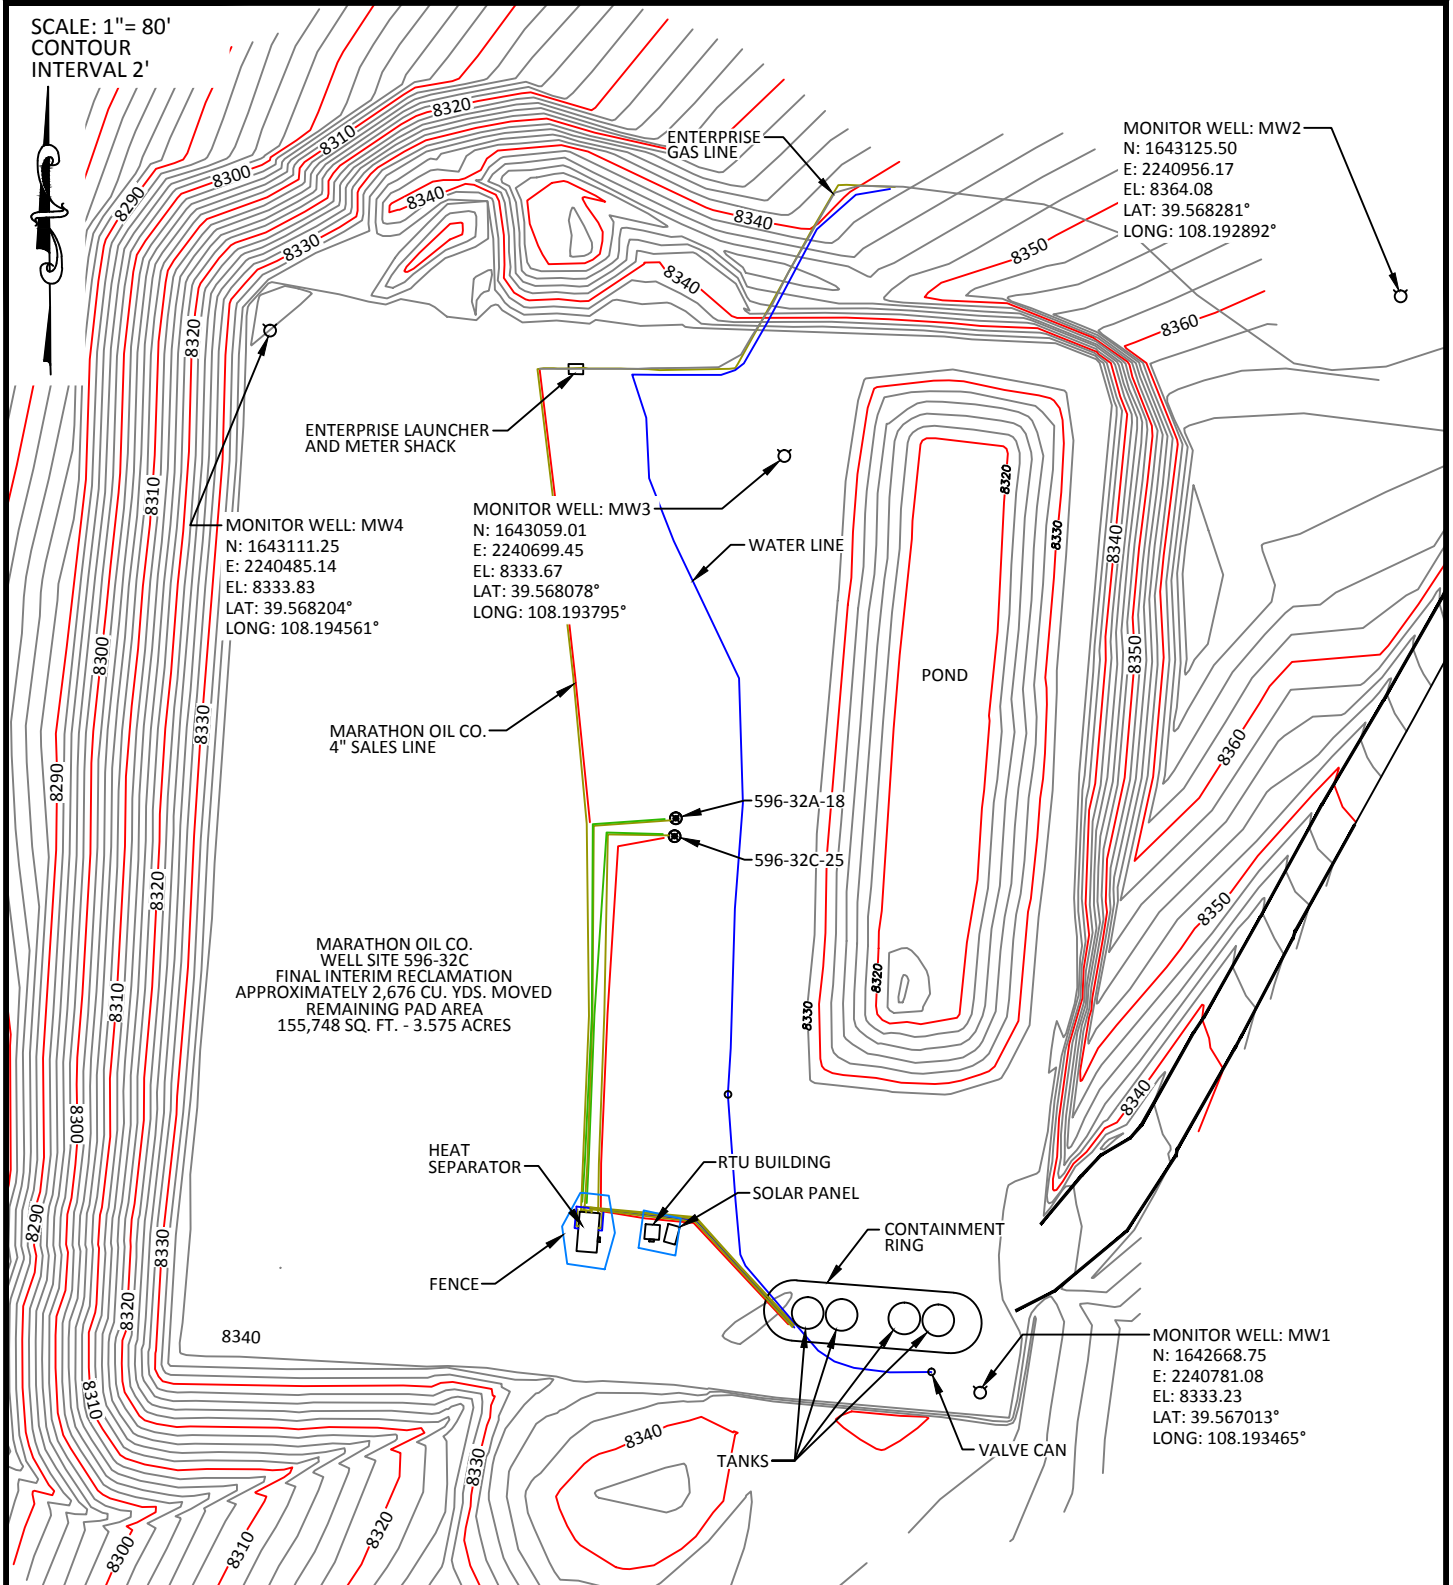 SCALE: 1"= 80'
CONTOUR
INTERVAL 2'
8290
8300
8310
8320
8330
8340
8340
8340
ENTERPRISE
GAS LINE
MONITOR WELL: MW2
N: 1643125.50
E: 2240956.17
EL: 8364.08
LAT: 39.568281°
LONG: 108.192892°
8350
8360
8320
ENTERPRISE LAUNCHER
AND METER SHACK
8310
MONITOR WELL: MW4
N: 1643111.25
E: 2240485.14
EL: 8333.83
LAT: 39.568204°
LONG: 108.194561°
MONITOR WELL: MW3
N: 1643059.01
E: 2240699.45
EL: 8333.67
LAT: 39.568078°
LONG: 108.193795°
WATER LINE
8320
8330
8340
8300
8350
POND
8330
MARATHON OIL CO.
4" SALES LINE
8290
8360
596-32A-18
596-32C-25
8320
8350
MARATHON OIL CO.
WELL SITE 596-32C
FINAL INTERIM RECLAMATION
APPROXIMATELY 2,676 CU. YDS. MOVED
REMAINING PAD AREA
155,748 SQ. FT. - 3.575 ACRES
8310
8320
8330
8300
8340
HEAT
SEPARATOR
RTU BUILDING
SOLAR PANEL
8290
8330
CONTAINMENT
RING
FENCE
8320
8340
MONITOR WELL: MW1
N: 1642668.75
E: 2240781.08
EL: 8333.23
LAT: 39.567013°
LONG: 108.193465°
8310
8340
8330
TANKS
VALVE CAN
8300
8310
8320